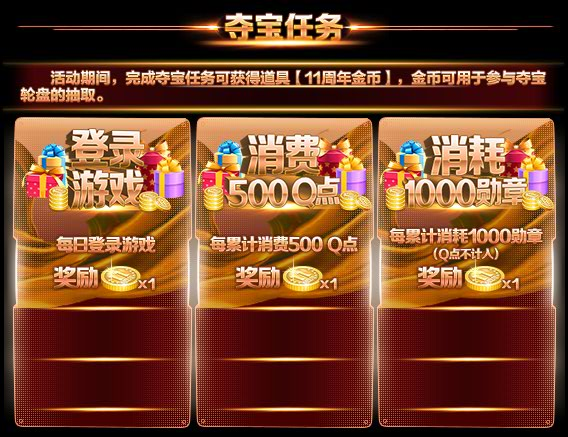 夺宝任务
活动期间，完成夺宝任务可获得道具【11周年金币】，金币可用于参与夺宝
轮盘的抽取。
登录
游戏
每日登录游戏
奖励 x1
消费
500 Q点
每累计消费500 Q点
奖励 x1
消耗
1000勋章
每累计消耗1000勋章
（Q点不计入）
奖励 x1